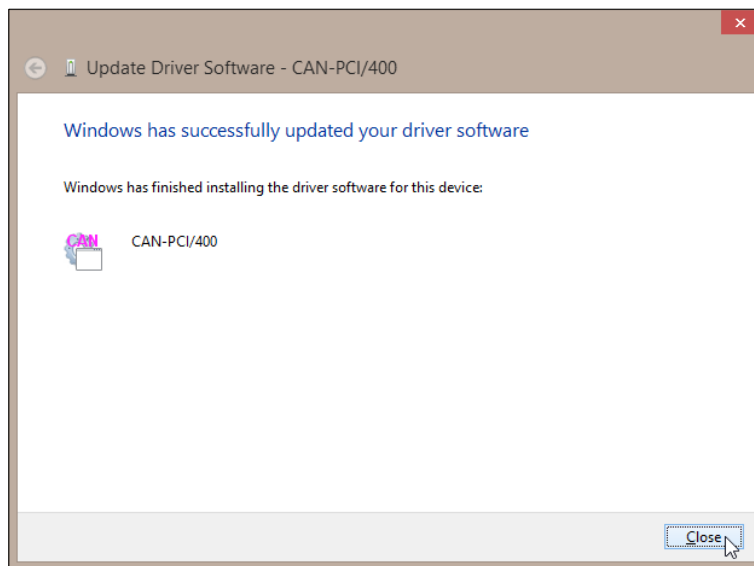 Update Driver Software - CAN-PCI/400
Windows has successfully updated your driver software
Windows has finished installing the driver software for this device:
CAN
CAN-PCI/400
Close